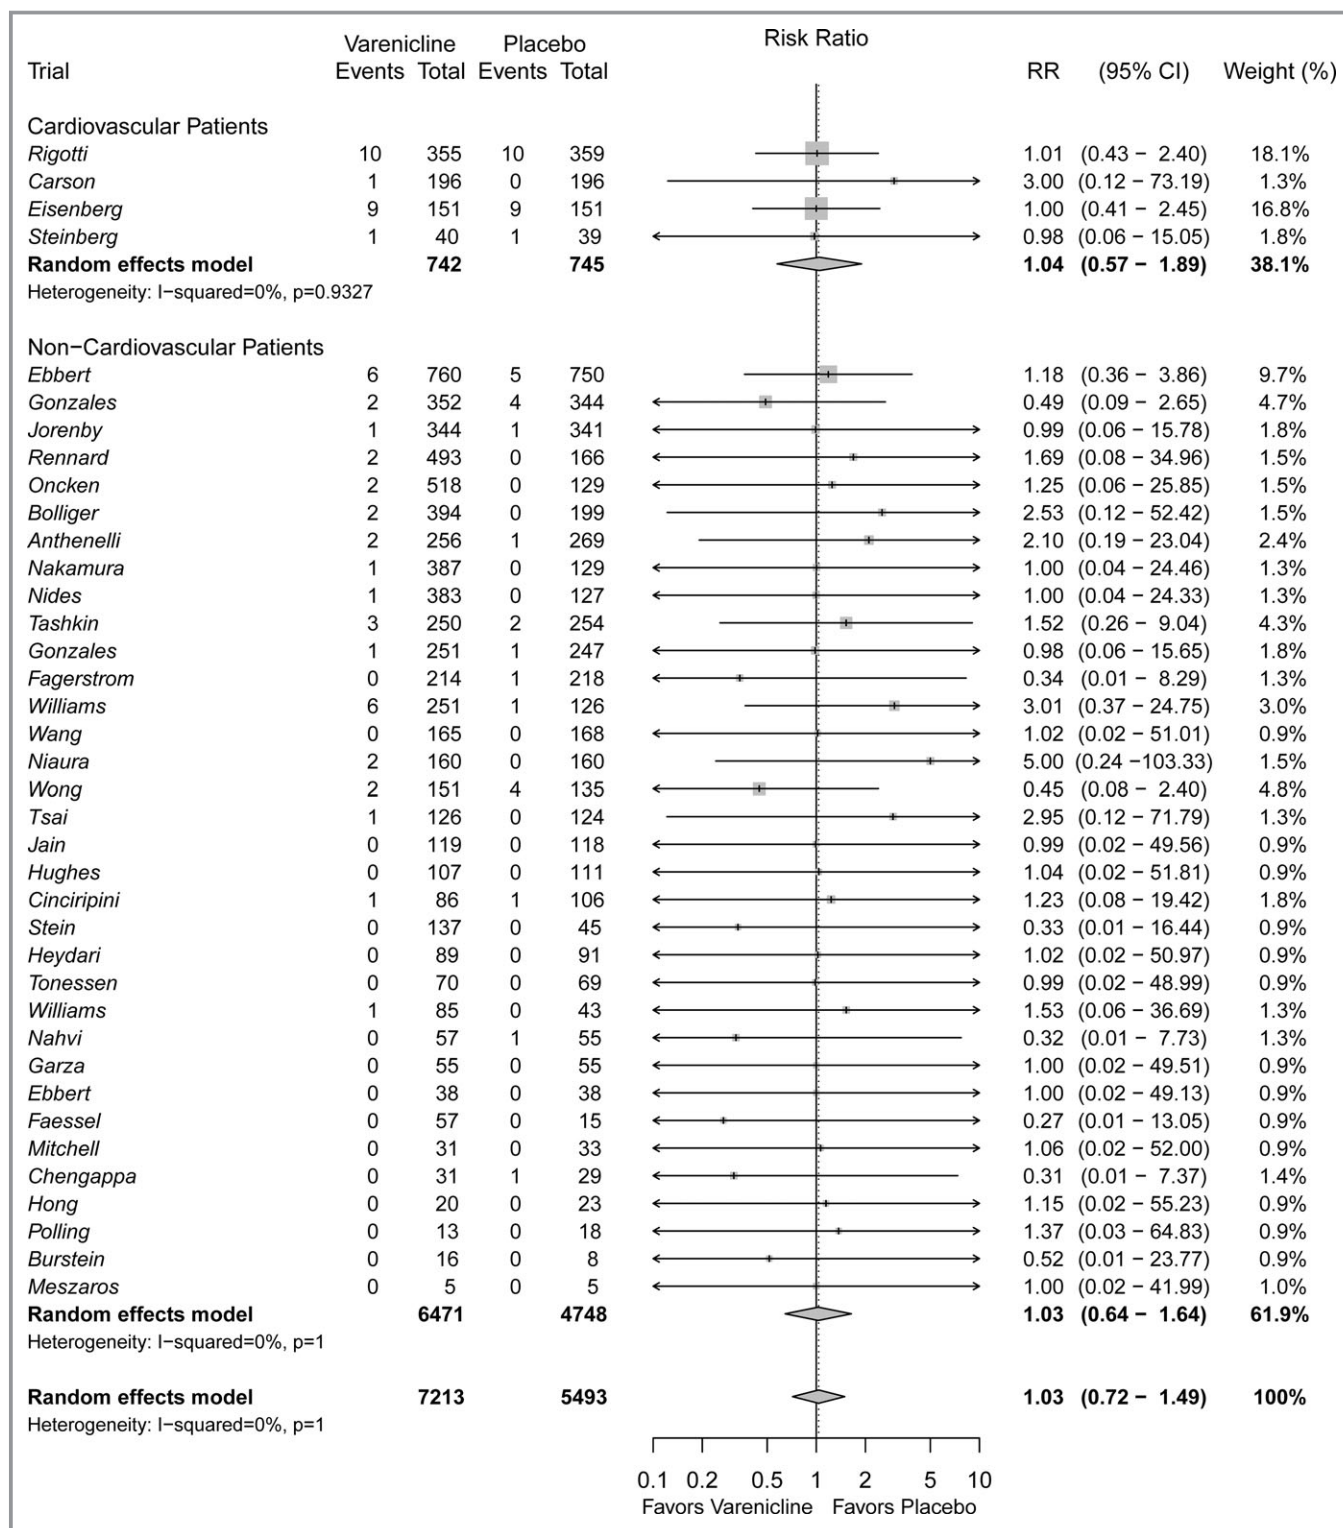 Risk Ratio
Varenicline Placebo
Trial Events Total Events Total RR (95% CI) Weight (%)
Cardiovascular Patients
Rigotti 10 355 10 359 1.01 (0.43 − 2.40) 18.1%
Carson 1 196 0 196 3.00 (0.12 − 73.19) 1.3%
Eisenberg 9 151 9 151 1.00 (0.41 − 2.45) 16.8%
Steinberg 1 40 1 39 0.98 (0.06 − 15.05) 1.8%
Random effects model 742 745 1.04 (0.57 − 1.89) 38.1%
Heterogeneity: I−squared=0%, p=0.9327
Non−Cardiovascular Patients
Ebbert 6 760 5 750 1.18 (0.36 − 3.86) 9.7%
Gonzales 2 352 4 344 0.49 (0.09 − 2.65) 4.7%
Jorenby 1 344 1 341 0.99 (0.06 − 15.78) 1.8%
Rennard 2 493 0 166 1.69 (0.08 − 34.96) 1.5%
Oncken 2 518 0 129 1.25 (0.06 − 25.85) 1.5%
Bolliger 2 394 0 199 2.53 (0.12 − 52.42) 1.5%
Anthenelli 2 256 1 269 2.10 (0.19 − 23.04) 2.4%
Nakamura 1 387 0 129 1.00 (0.04 − 24.46) 1.3%
Nides 1 383 0 127 1.00 (0.04 − 24.33) 1.3%
Tashkin 3 250 2 254 1.52 (0.26 − 9.04) 4.3%
Gonzales 1 251 1 247 0.98 (0.06 − 15.65) 1.8%
Fagerstrom 0 214 1 218 0.34 (0.01 − 8.29) 1.3%
Williams 6 251 1 126 3.01 (0.37 − 24.75) 3.0%
Wang 0 165 0 168 1.02 (0.02 − 51.01) 0.9%
Niaura 2 160 0 160 5.00 (0.24 −103.33) 1.5%
Wong 2 151 4 135 0.45 (0.08 − 2.40) 4.8%
Tsai 1 126 0 124 2.95 (0.12 − 71.79) 1.3%
Jain 0 119 0 118 0.99 (0.02 − 49.56) 0.9%
Hughes 0 107 0 111 1.04 (0.02 − 51.81) 0.9%
Cinciripini 1 86 1 106 1.23 (0.08 − 19.42) 1.8%
Stein 0 137 0 45 0.33 (0.01 − 16.44) 0.9%
Heydari 0 89 0 91 1.02 (0.02 − 50.97) 0.9%
Tonessen 0 70 0 69 0.99 (0.02 − 48.99) 0.9%
Williams 1 85 0 43 1.53 (0.06 − 36.69) 1.3%
Nahvi 0 57 1 55 0.32 (0.01 − 7.73) 1.3%
Garza 0 55 0 55 1.00 (0.02 − 49.51) 0.9%
Ebbert 0 38 0 38 1.00 (0.02 − 49.13) 0.9%
Faessel 0 57 0 15 0.27 (0.01 − 13.05) 0.9%
Mitchell 0 31 0 33 1.06 (0.02 − 52.00) 0.9%
Chengappa 0 31 1 29 0.31 (0.01 − 7.37) 1.4%
Hong 0 20 0 23 1.15 (0.02 − 55.23) 0.9%
Polling 0 13 0 18 1.37 (0.03 − 64.83) 0.9%
Burstein 0 16 0 8 0.52 (0.01 − 23.77) 0.9%
Meszaros 0 5 0 5 1.00 (0.02 − 41.99) 1.0%
Random effects model 6471 4748 1.03 (0.64 − 1.64) 61.9%
Heterogeneity: I−squared=0%, p=1
Random effects model 7213 5493 1.03 (0.72 − 1.49) 100%
Heterogeneity: I−squared=0%, p=1
0.1 0.2 0.5 1 2 5 10
Favors Varenicline Favors Placebo